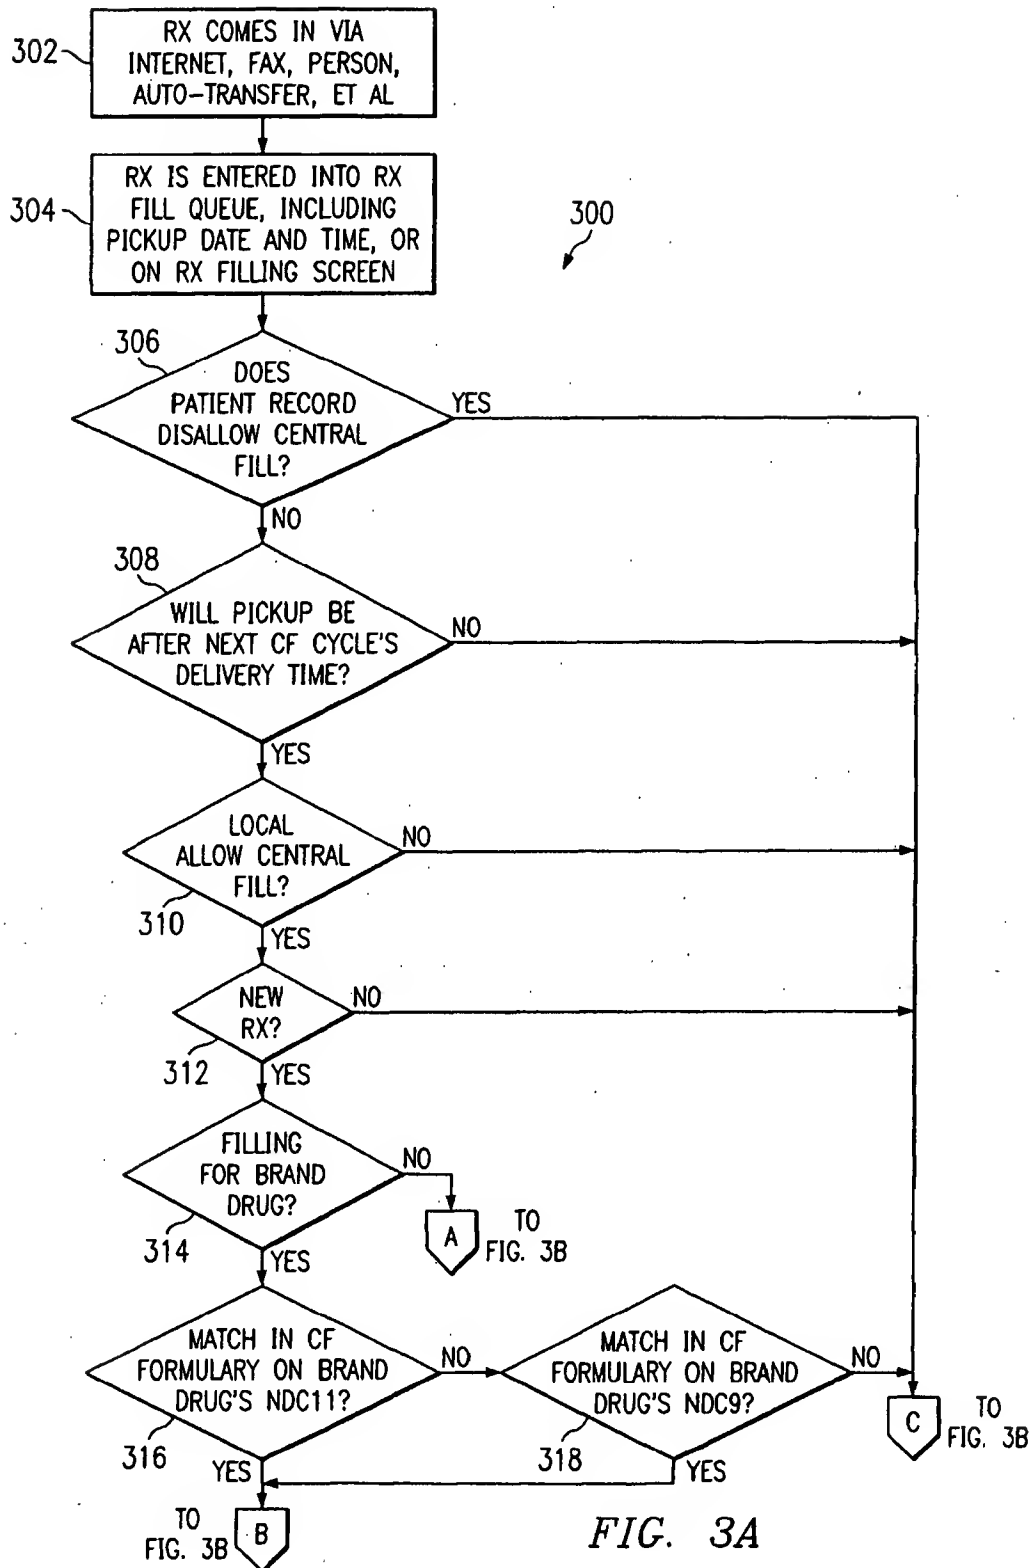 302
RX COMES IN VIA
INTERNET, FAX, PERSON,
AUTO-TRANSFER, ET AL
304
RX IS ENTERED INTO RX
FILL QUEUE, INCLUDING
PICKUP DATE AND TIME, OR
ON RX FILLING SCREEN
300
306
DOES
PATIENT RECORD
DISALLOW CENTRAL
FILL?
YES
NO
308
WILL PICKUP BE
AFTER NEXT CF CYCLE'S
DELIVERY TIME?
NO
YES
LOCAL
ALLOW CENTRAL
FILL?
NO
310
YES
NEW
RX?
NO
312
YES
FILLING
FOR BRAND
DRUG?
NO
314
A
TO
FIG. 3B
YES
MATCH IN CF
FORMULARY ON BRAND
DRUG'S NDC11?
NO
316
MATCH IN CF
FORMULARY ON BRAND
DRUG'S NDC9?
NO
318
C
TO
FIG. 3B
YES
YES
TO
FIG. 3B
B
FIG. 3A